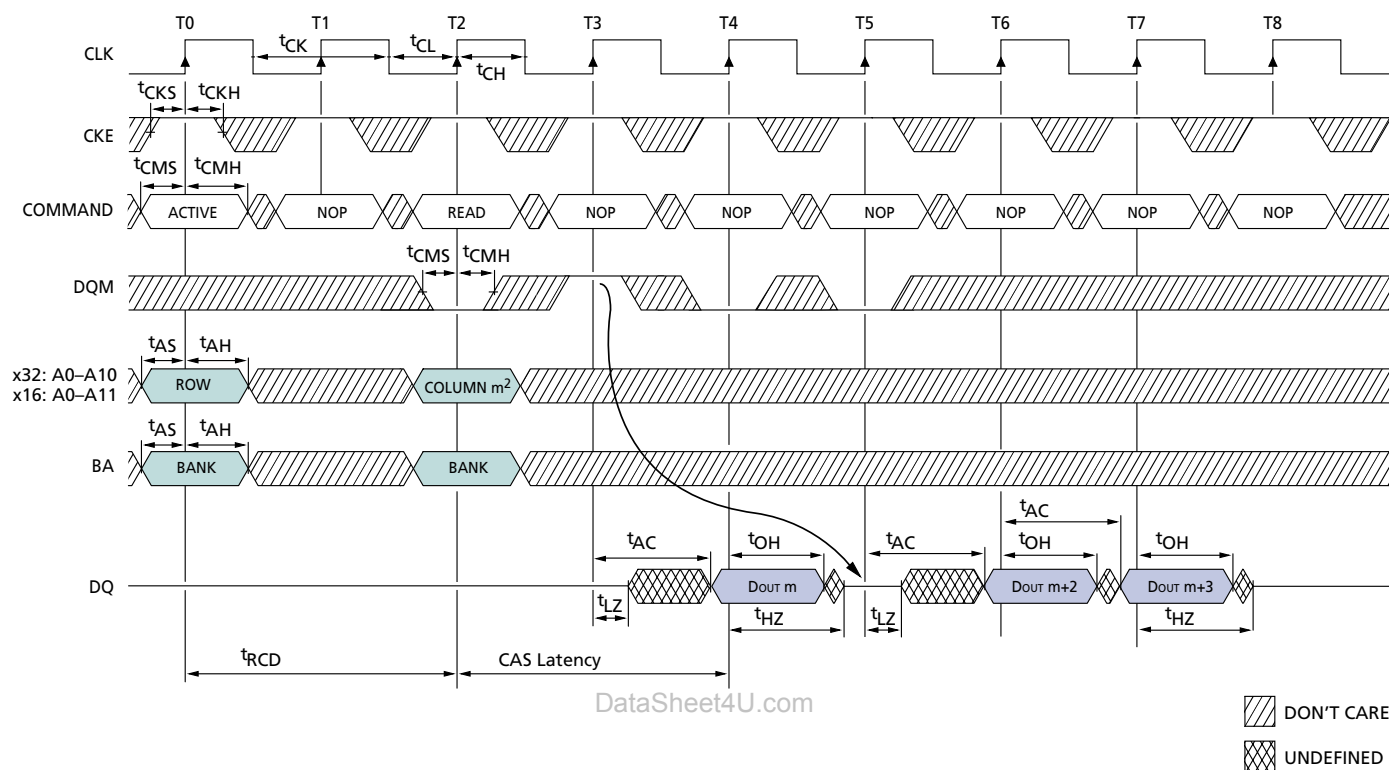 T0 T1 T2 T3 T4 T5 T6 T7 T8
CLK
tCK tCL tCH
tCKS tCKH
CKE
tCMS tCMH
COMMAND ACTIVE NOP READ NOP NOP NOP NOP NOP NOP
tCMS tCMH
DQM
tAS tAH
x32: A0–A10
x16: A0–A11
ROW COLUMN m2
tAS tAH
BA BANK BANK
tAC
tAC tOH tAC tOH tOH
DQ DOUT m DOUT m+2 DOUT m+3
tLZ tHZ tLZ tHZ
tRCD CAS Latency
DataSheet4U.com
DON'T CARE
UNDEFINED